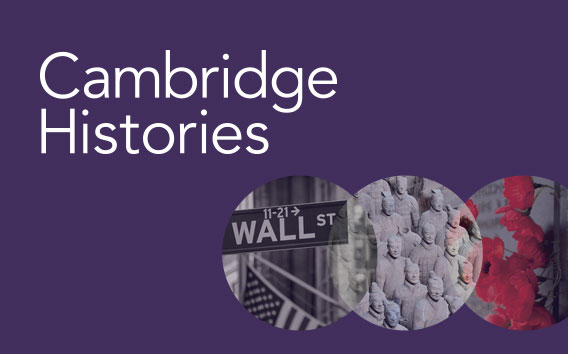 Cambridge
Histories
11-21 →
WALL ST